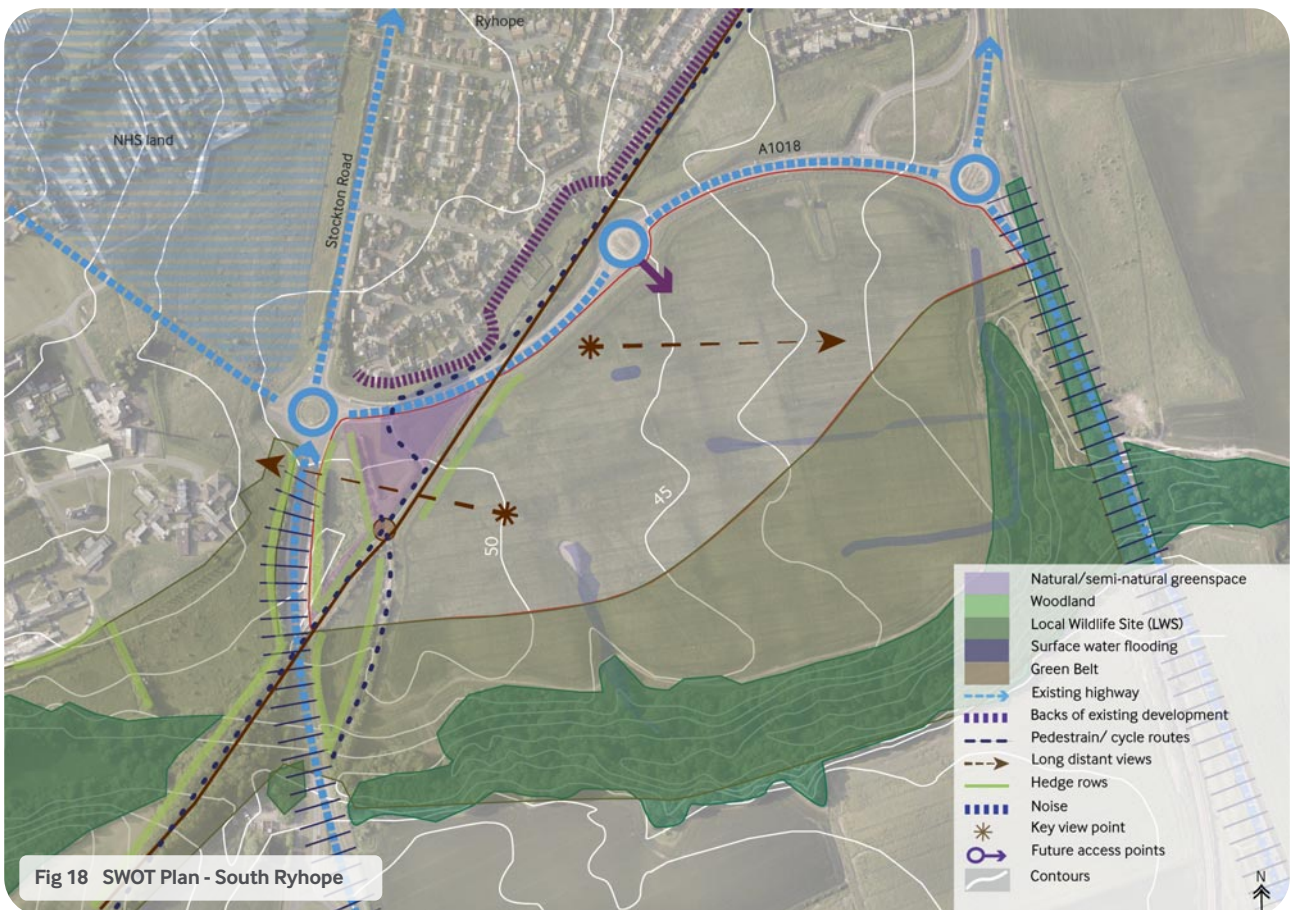 Ryhope
NHS land
Stockton Road
A1018
45
50
Natural/semi-natural greenspace
Woodland
Local Wildlife Site (LWS)
Surface water flooding
Green Belt
Existing highway
Backs of existing development
Pedestrain/ cycle routes
Long distant views
Hedge rows
Noise
Key view point
Future access points
Contours
Fig 18 SWOT Plan - South Ryhope
N